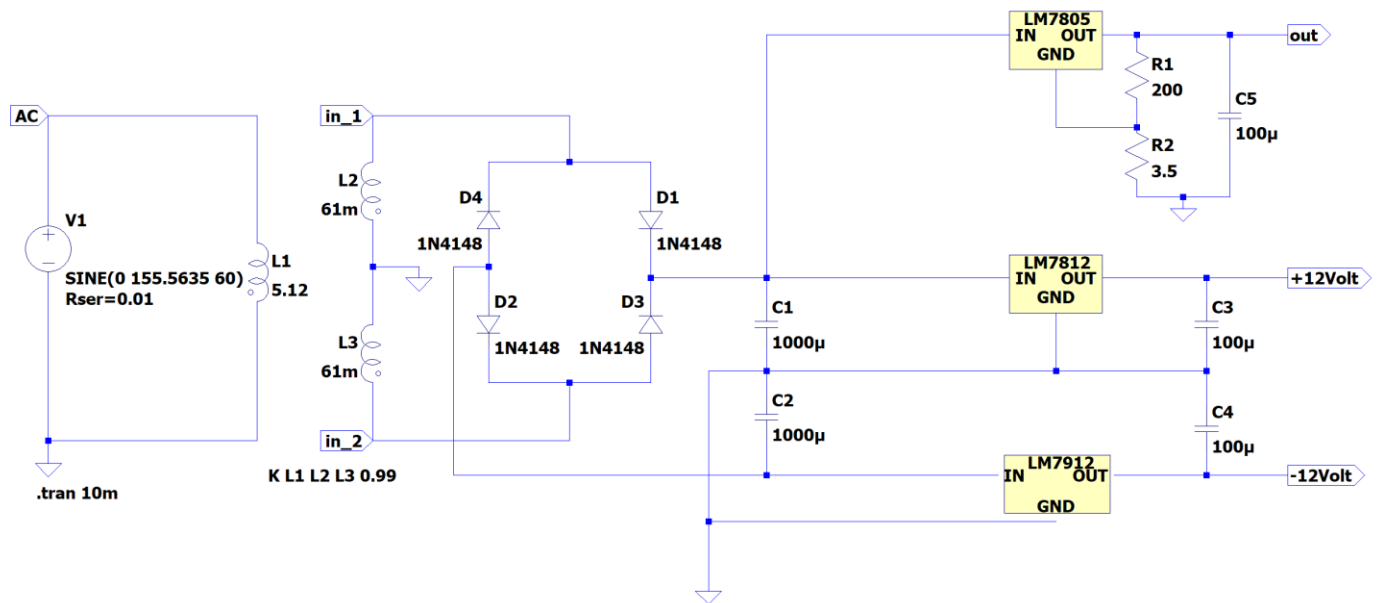 LM7805
IN OUT
GND
out
R1
200
C5
100µ
R2
3.5
AC
in_1
L2
61m
D4
1N4148
D1
1N4148
V1
SINE(0 155.5635 60)
Rser=0.01
L1
5.12
LM7812
IN OUT
GND
+12Volt
L3
61m
D2
1N4148
D3
1N4148
C1
1000µ
C3
100µ
C2
1000µ
C4
100µ
in_2
K L1 L2 L3 0.99
.tran 10m
LM7912
IN OUT
GND
-12Volt